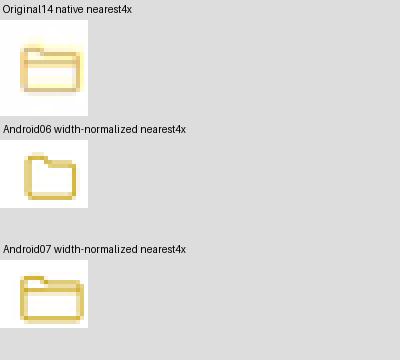 Original14 native nearest4x
Android06 width-normalized nearest4x
Android07 width-normalized nearest4x